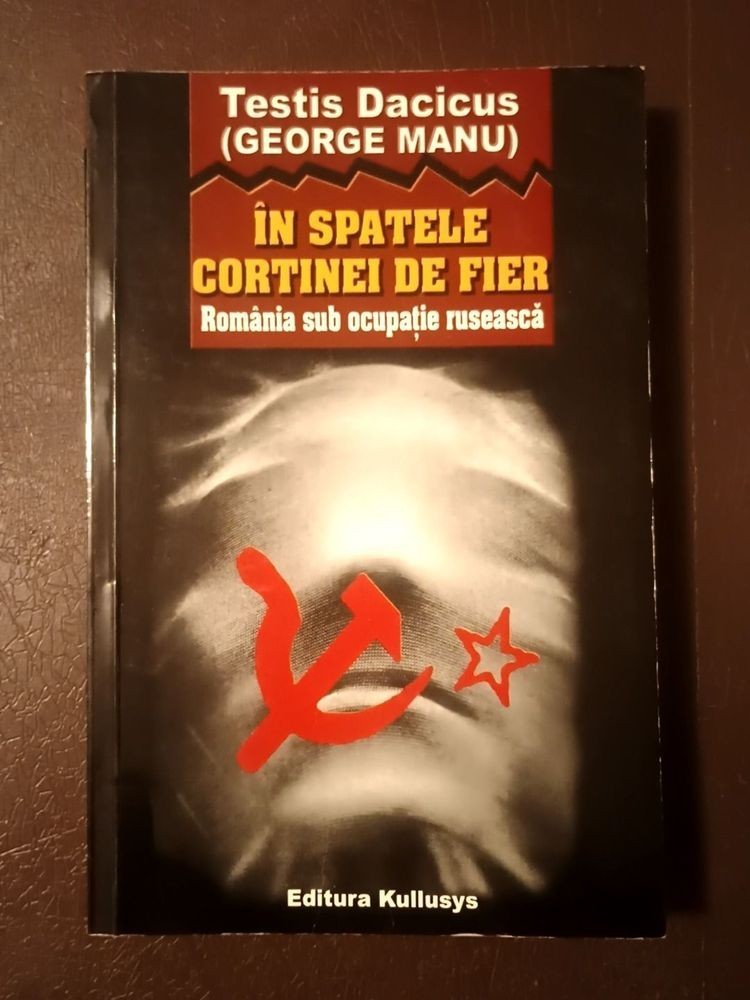 Testis Dacicus
(GEORGE MANU)
ÎN SPATELE
CORTINEI DE FIER
România sub ocupație rusească
Editura Kullusys